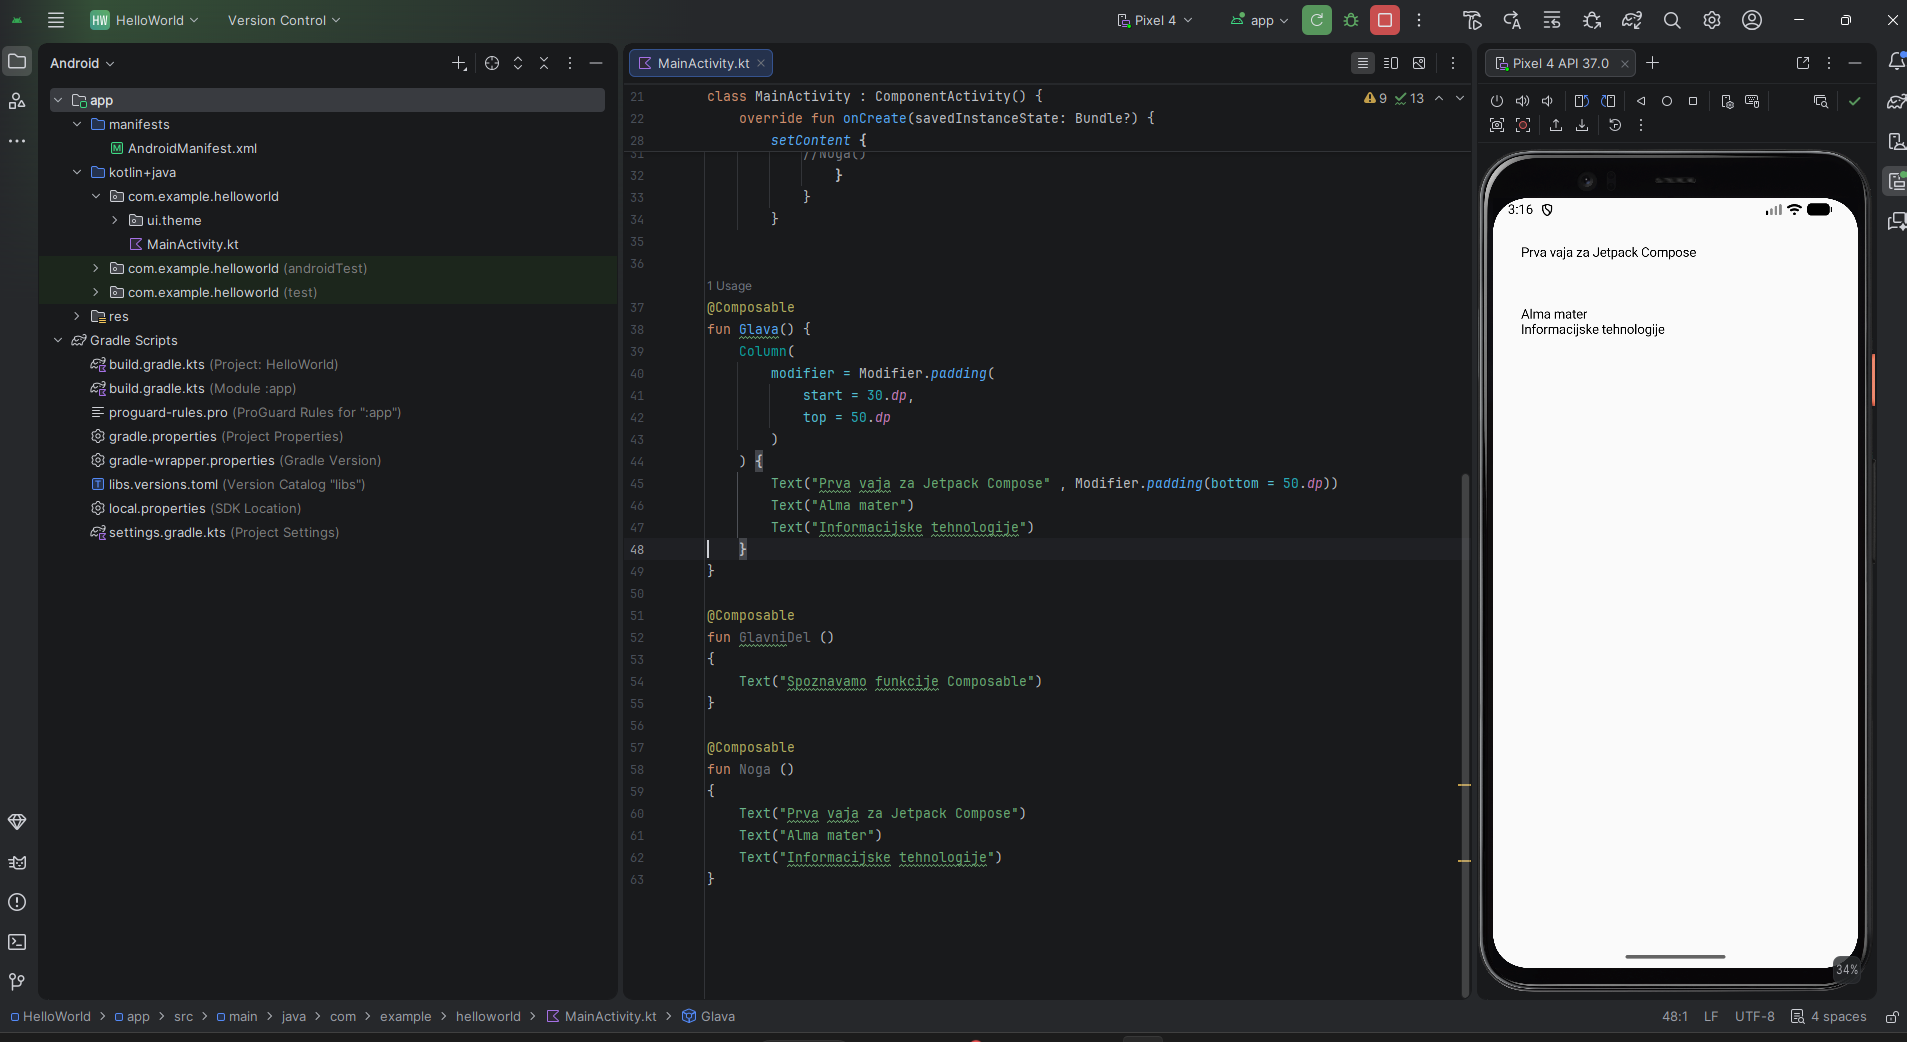 HW HelloWorld Version Control Pixel 4 app
Android
app
manifests
AndroidManifest.xml
kotlin+java
com.example.helloworld
ui.theme
MainActivity.kt
com.example.helloworld (androidTest)
com.example.helloworld (test)
res
Gradle Scripts
build.gradle.kts (Project: HelloWorld)
build.gradle.kts (Module :app)
proguard-rules.pro (ProGuard Rules for ":app")
gradle.properties (Project Properties)
gradle-wrapper.properties (Gradle Version)
libs.versions.toml (Version Catalog "libs")
local.properties (SDK Location)
settings.gradle.kts (Project Settings)
MainActivity.kt
9 13
21 class MainActivity : ComponentActivity() {
22 override fun onCreate(savedInstanceState: Bundle?) {
28 setContent {
31 //Noga()
32 }
33 }
34 }
35
36
1 Usage
37 @Composable
38 fun Glava() {
39 Column(
40 modifier = Modifier.padding(
41 start = 30.dp,
42 top = 50.dp
43 )
44 ) {
45 Text("Prva vaja za Jetpack Compose" , Modifier.padding(bottom = 50.dp))
46 Text("Alma mater")
47 Text("Informacijske tehnologije")
48 }
49 }
50
51 @Composable
52 fun GlavniDel ()
53 {
54 Text("Spoznavamo funkcije Composable")
55 }
56
57 @Composable
58 fun Noga ()
59 {
60 Text("Prva vaja za Jetpack Compose")
61 Text("Alma mater")
62 Text("Informacijske tehnologije")
63 }
Pixel 4 API 37.0
3:16
Prva vaja za Jetpack Compose
Alma mater
Informacijske tehnologije
34%
HelloWorld > app > src > main > java > com > example > helloworld > MainActivity.kt > Glava
48:1 LF UTF-8 4 spaces